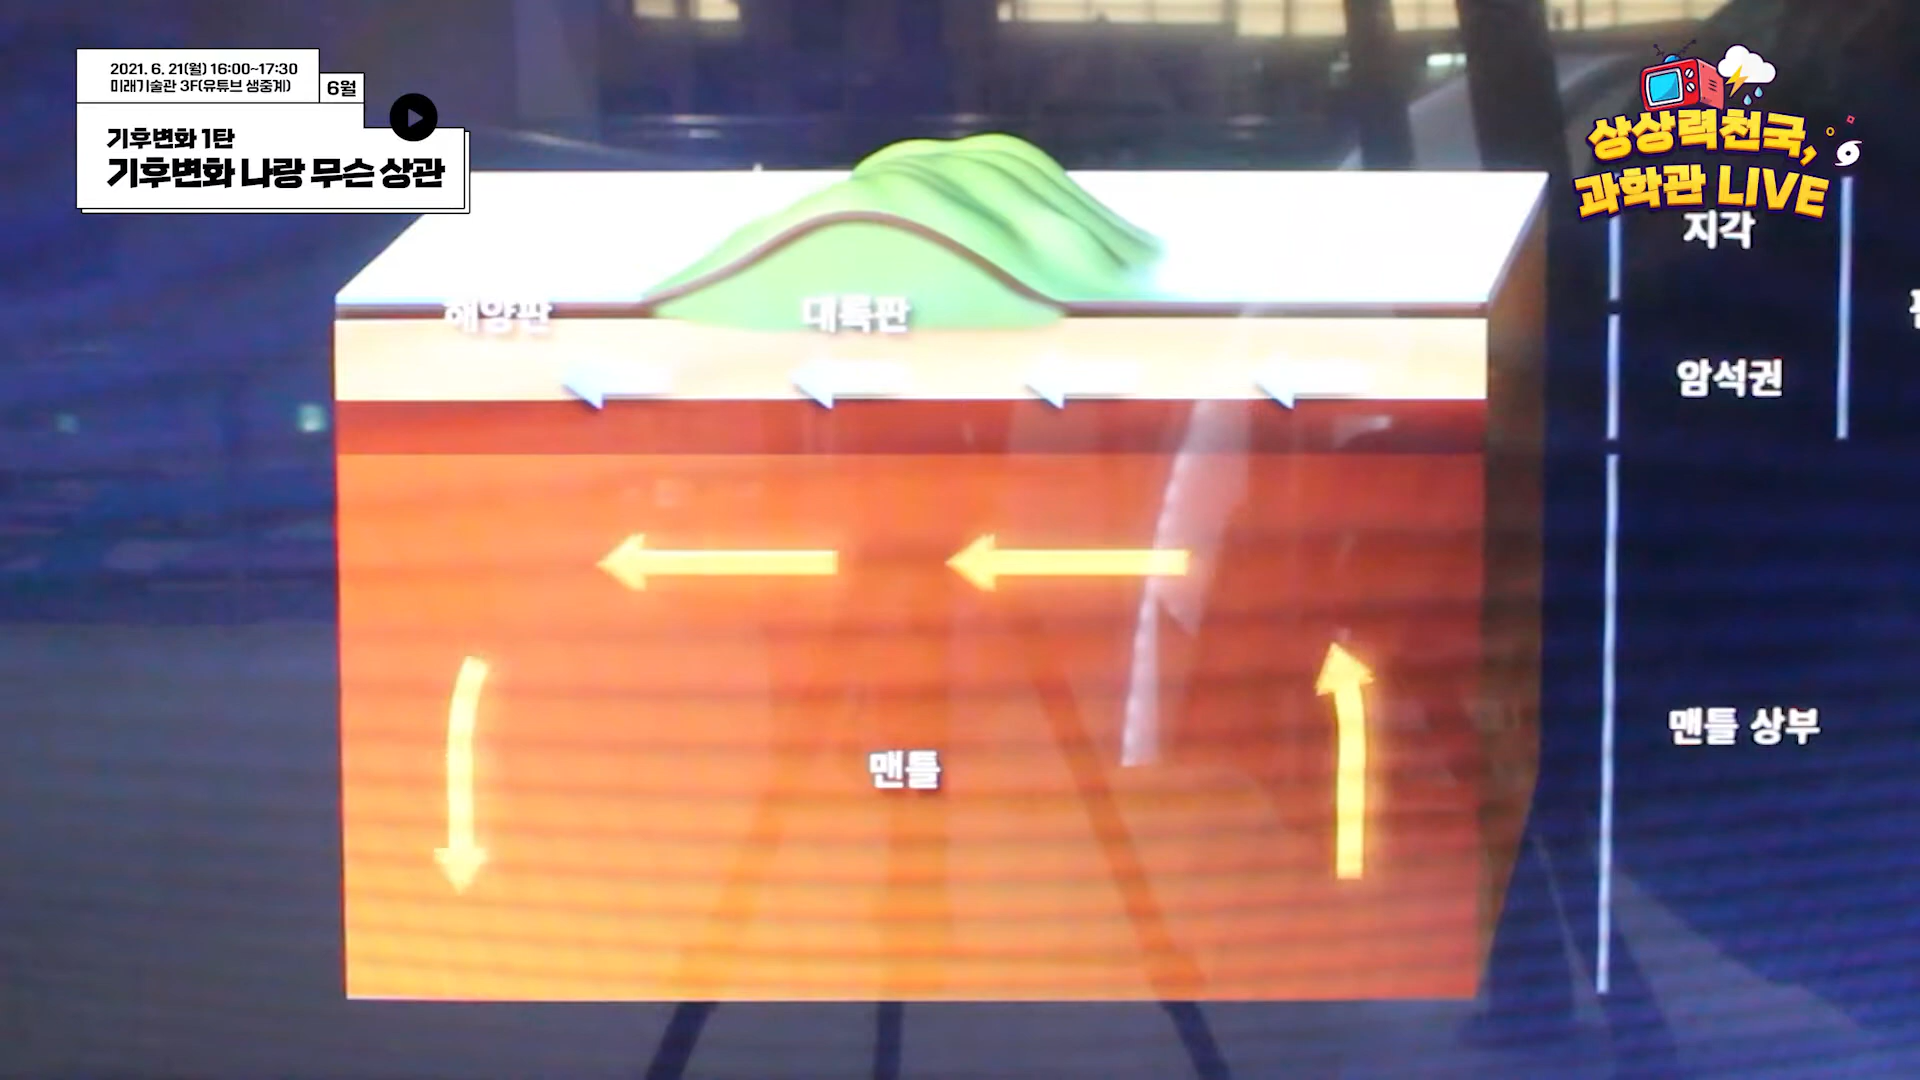 2021. 6. 21(월) 16:00~17:30
미래기술관 3F(유튜브 생중계)
6월
기후변화 1탄
기후변화 나랑 무슨 상관
상상력천국,
과학관 LIVE
지각
해양판
대륙판
암석권
맨틀 상부
맨틀